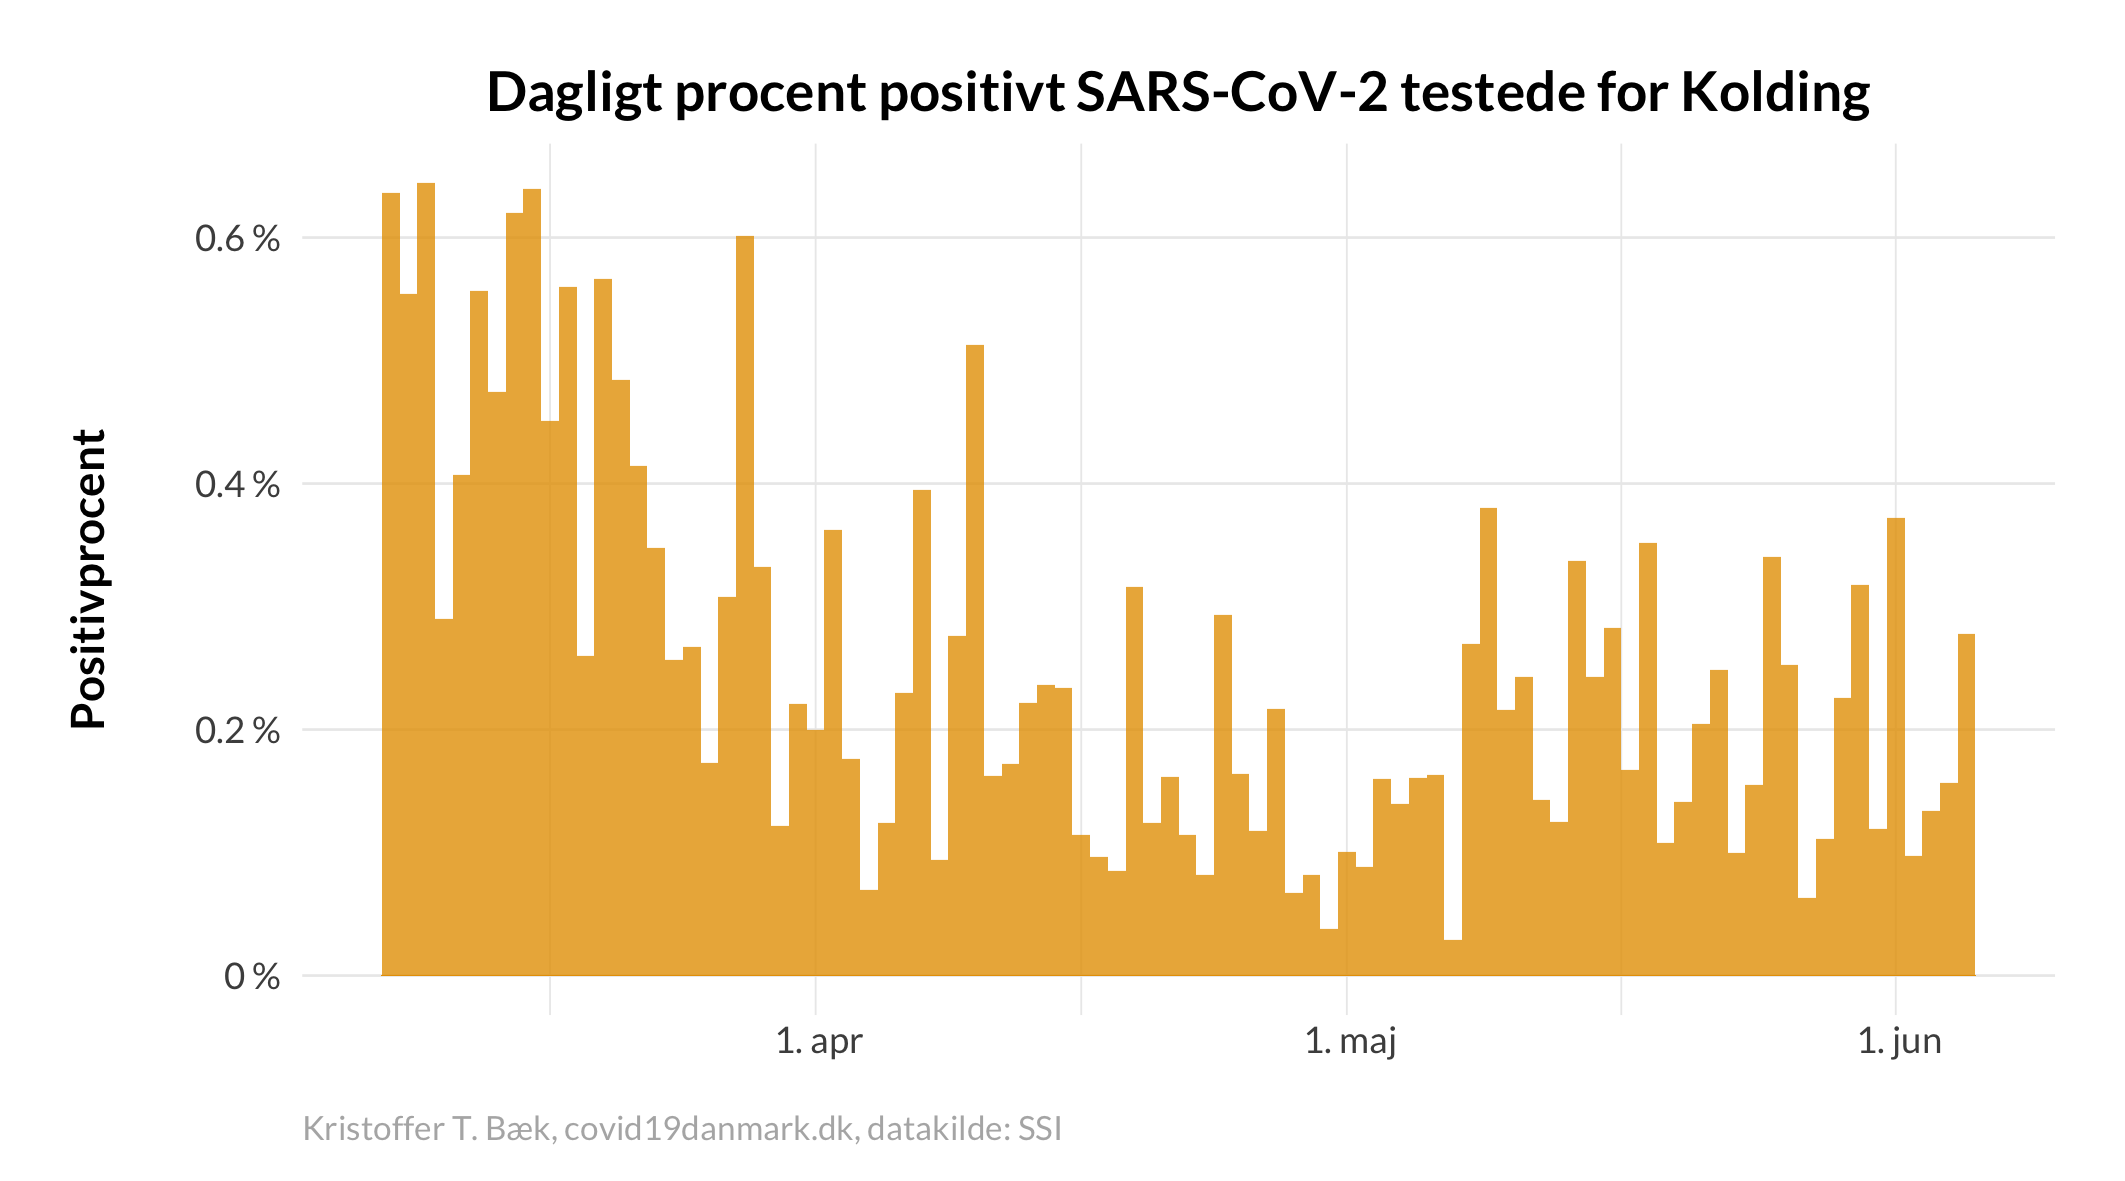 Dagligt procent positivt SARS-CoV-2 testede for Kolding
Positivprocent
0.6 %
0.4 %
0.2 %
0 %
1. apr
1. maj
1. jun
Kristoffer T. Bæk, covid19danmark.dk, datakilde: SSI